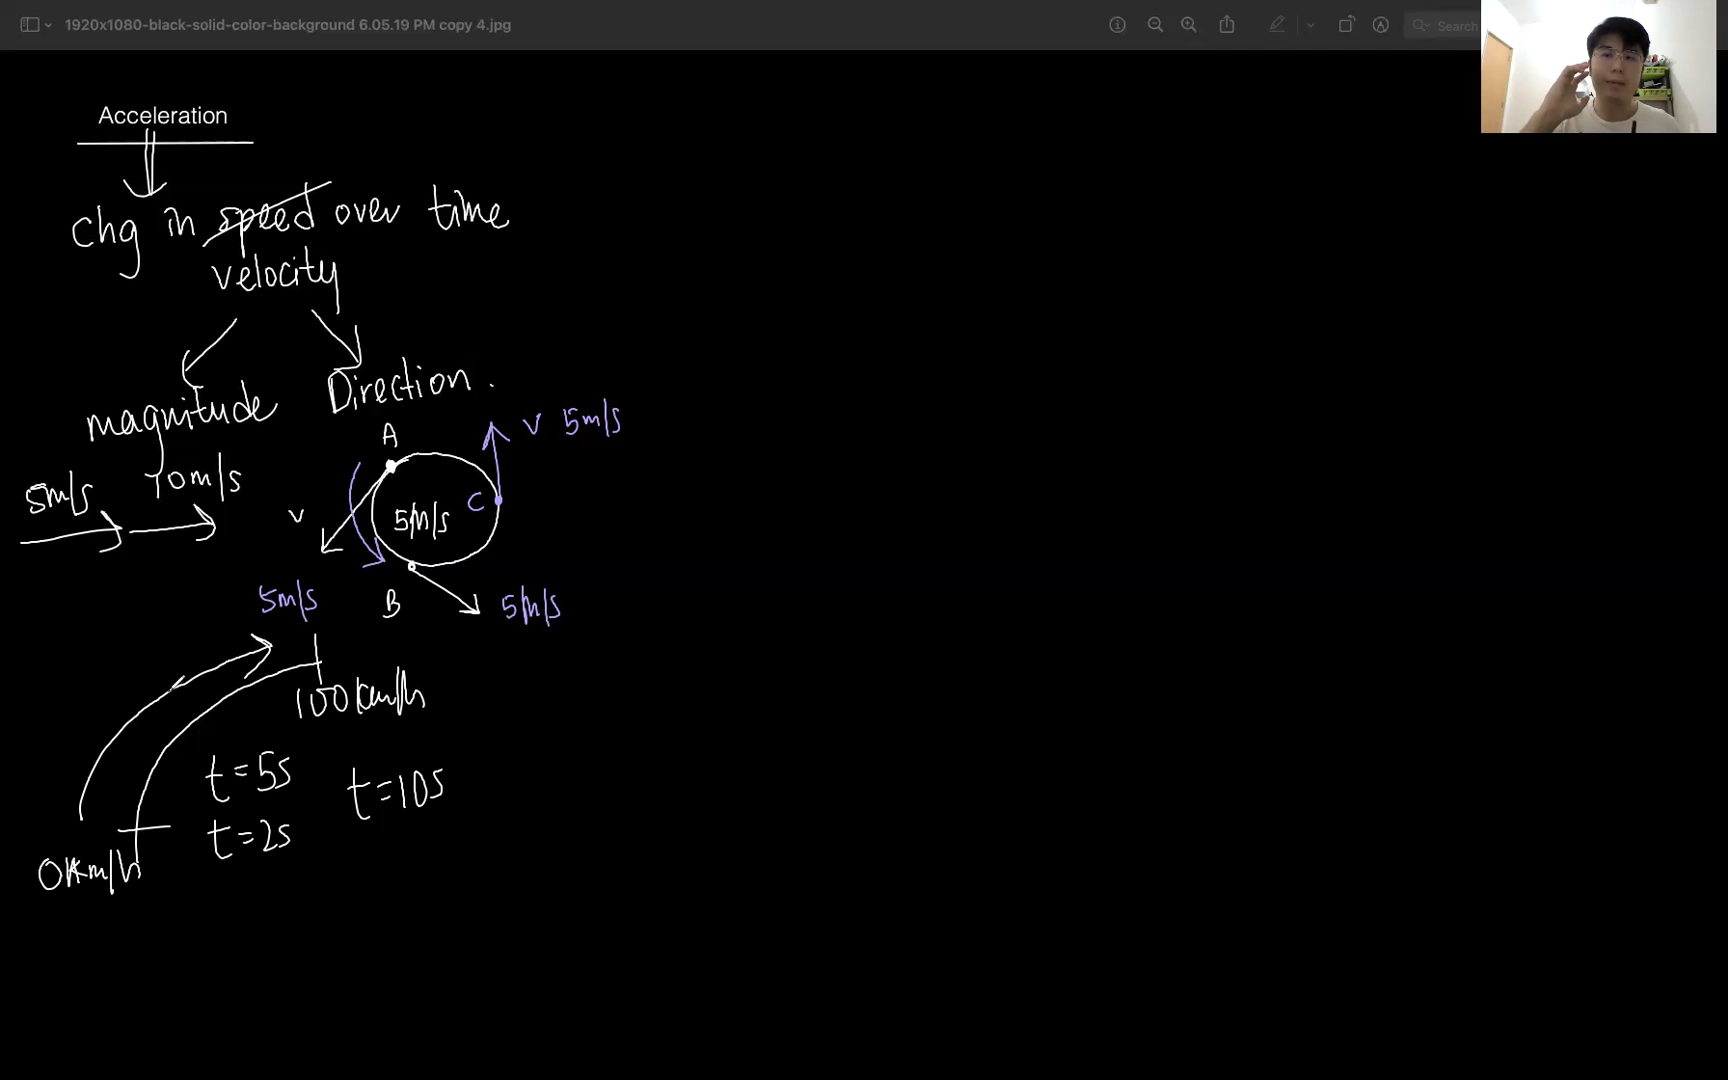 1920x1080-black-solid-color-background 6.05.19 PM copy 4.jpg
Search
Acceleration
Chg in speed over time
velocity
magnitude Direction.
5m/s 10m/s
A
V 5m/s
C
5m/s
V
5m/s
B
5m/s
100km/h
t=5s t=10s
t=2s
0km/h